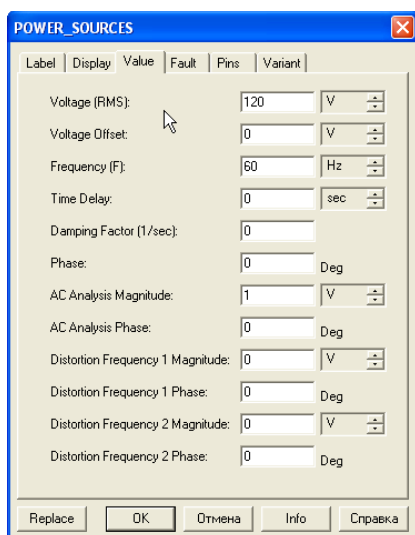 POWER_SOURCES
Label Display Value Fault Pins Variant
Voltage (RMS): 120 V
Voltage Offset: 0 V
Frequency (F): 60 Hz
Time Delay: 0 sec
Damping Factor (1/sec): 0
Phase: 0 Deg
AC Analysis Magnitude: 1 V
AC Analysis Phase: 0 Deg
Distortion Frequency 1 Magnitude: 0 V
Distortion Frequency 1 Phase: 0 Deg
Distortion Frequency 2 Magnitude: 0 V
Distortion Frequency 2 Phase: 0 Deg
Replace OK Отмена Info Справка